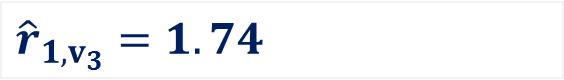 r̂₁,ᵥ₃ = 1.74